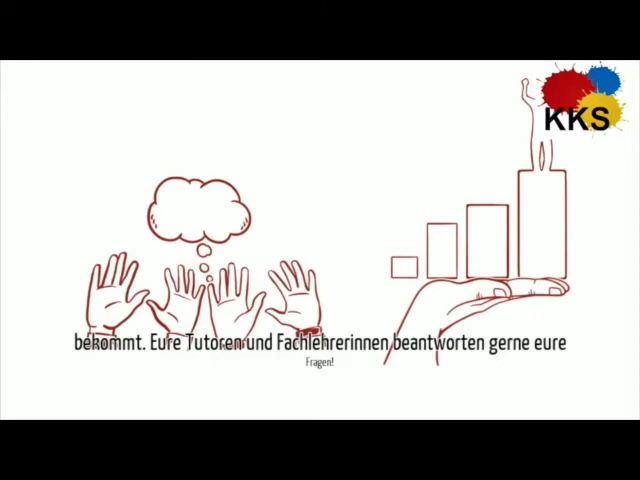 KKS
bekommt. Eure Tutoren und Fachlehrerinnen beantworten gerne eure
Fragen!